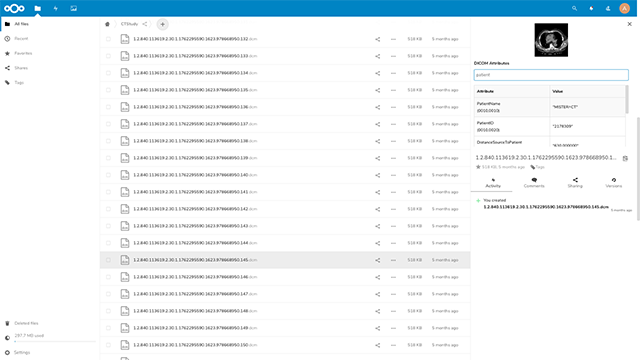 A
All files
Recent
Favorites
Shares
Tags
Deleted files
297.7 MB used
Settings
CTStudy
1.2.840.113619.2.30.1.1762295590.1623.978668950.132.dcm 518 KB 5 months ago
1.2.840.113619.2.30.1.1762295590.1623.978668950.133.dcm 518 KB 5 months ago
1.2.840.113619.2.30.1.1762295590.1623.978668950.134.dcm 518 KB 5 months ago
1.2.840.113619.2.30.1.1762295590.1623.978668950.135.dcm 518 KB 5 months ago
1.2.840.113619.2.30.1.1762295590.1623.978668950.136.dcm 518 KB 5 months ago
1.2.840.113619.2.30.1.1762295590.1623.978668950.137.dcm 518 KB 5 months ago
1.2.840.113619.2.30.1.1762295590.1623.978668950.138.dcm 518 KB 5 months ago
1.2.840.113619.2.30.1.1762295590.1623.978668950.139.dcm 518 KB 5 months ago
1.2.840.113619.2.30.1.1762295590.1623.978668950.140.dcm 518 KB 5 months ago
1.2.840.113619.2.30.1.1762295590.1623.978668950.141.dcm 518 KB 5 months ago
1.2.840.113619.2.30.1.1762295590.1623.978668950.142.dcm 518 KB 5 months ago
1.2.840.113619.2.30.1.1762295590.1623.978668950.143.dcm 518 KB 5 months ago
1.2.840.113619.2.30.1.1762295590.1623.978668950.144.dcm 518 KB 5 months ago
1.2.840.113619.2.30.1.1762295590.1623.978668950.145.dcm 518 KB 5 months ago
1.2.840.113619.2.30.1.1762295590.1623.978668950.146.dcm 518 KB 5 months ago
1.2.840.113619.2.30.1.1762295590.1623.978668950.147.dcm 518 KB 5 months ago
1.2.840.113619.2.30.1.1762295590.1623.978668950.148.dcm 518 KB 5 months ago
1.2.840.113619.2.30.1.1762295590.1623.978668950.149.dcm 518 KB 5 months ago
1.2.840.113619.2.30.1.1762295590.1623.978668950.150.dcm 518 KB 5 months ago
DICOM Attributes
patient
Attribute Value
PatientName "MISTER^CT"
(0010,0010)
PatientID "2178309"
(0010,0020)
DistanceSourceToPatient
1.2.840.113619.2.30.1.1762295590.1623.978668950.1...
518 KB, 5 months ago Tags
Activity Comments Sharing Versions
You created
1.2.840.113619.2.30.1.1762295590.1623.978668950.145.dcm
5 months ago